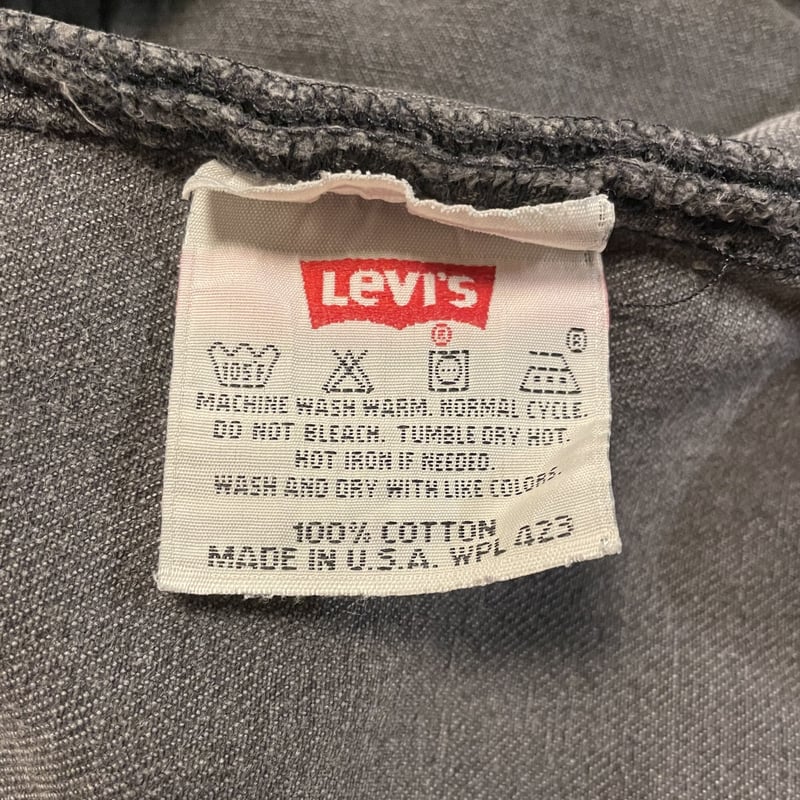 LEVI'S
®
®
105F
MACHINE WASH WARM. NORMAL CYCLE.
DO NOT BLEACH. TUMBLE DRY HOT.
HOT IRON IF NEEDED.
WASH AND DRY WITH LIKE COLORS.
100% COTTON
MADE IN U.S.A. WPL 423